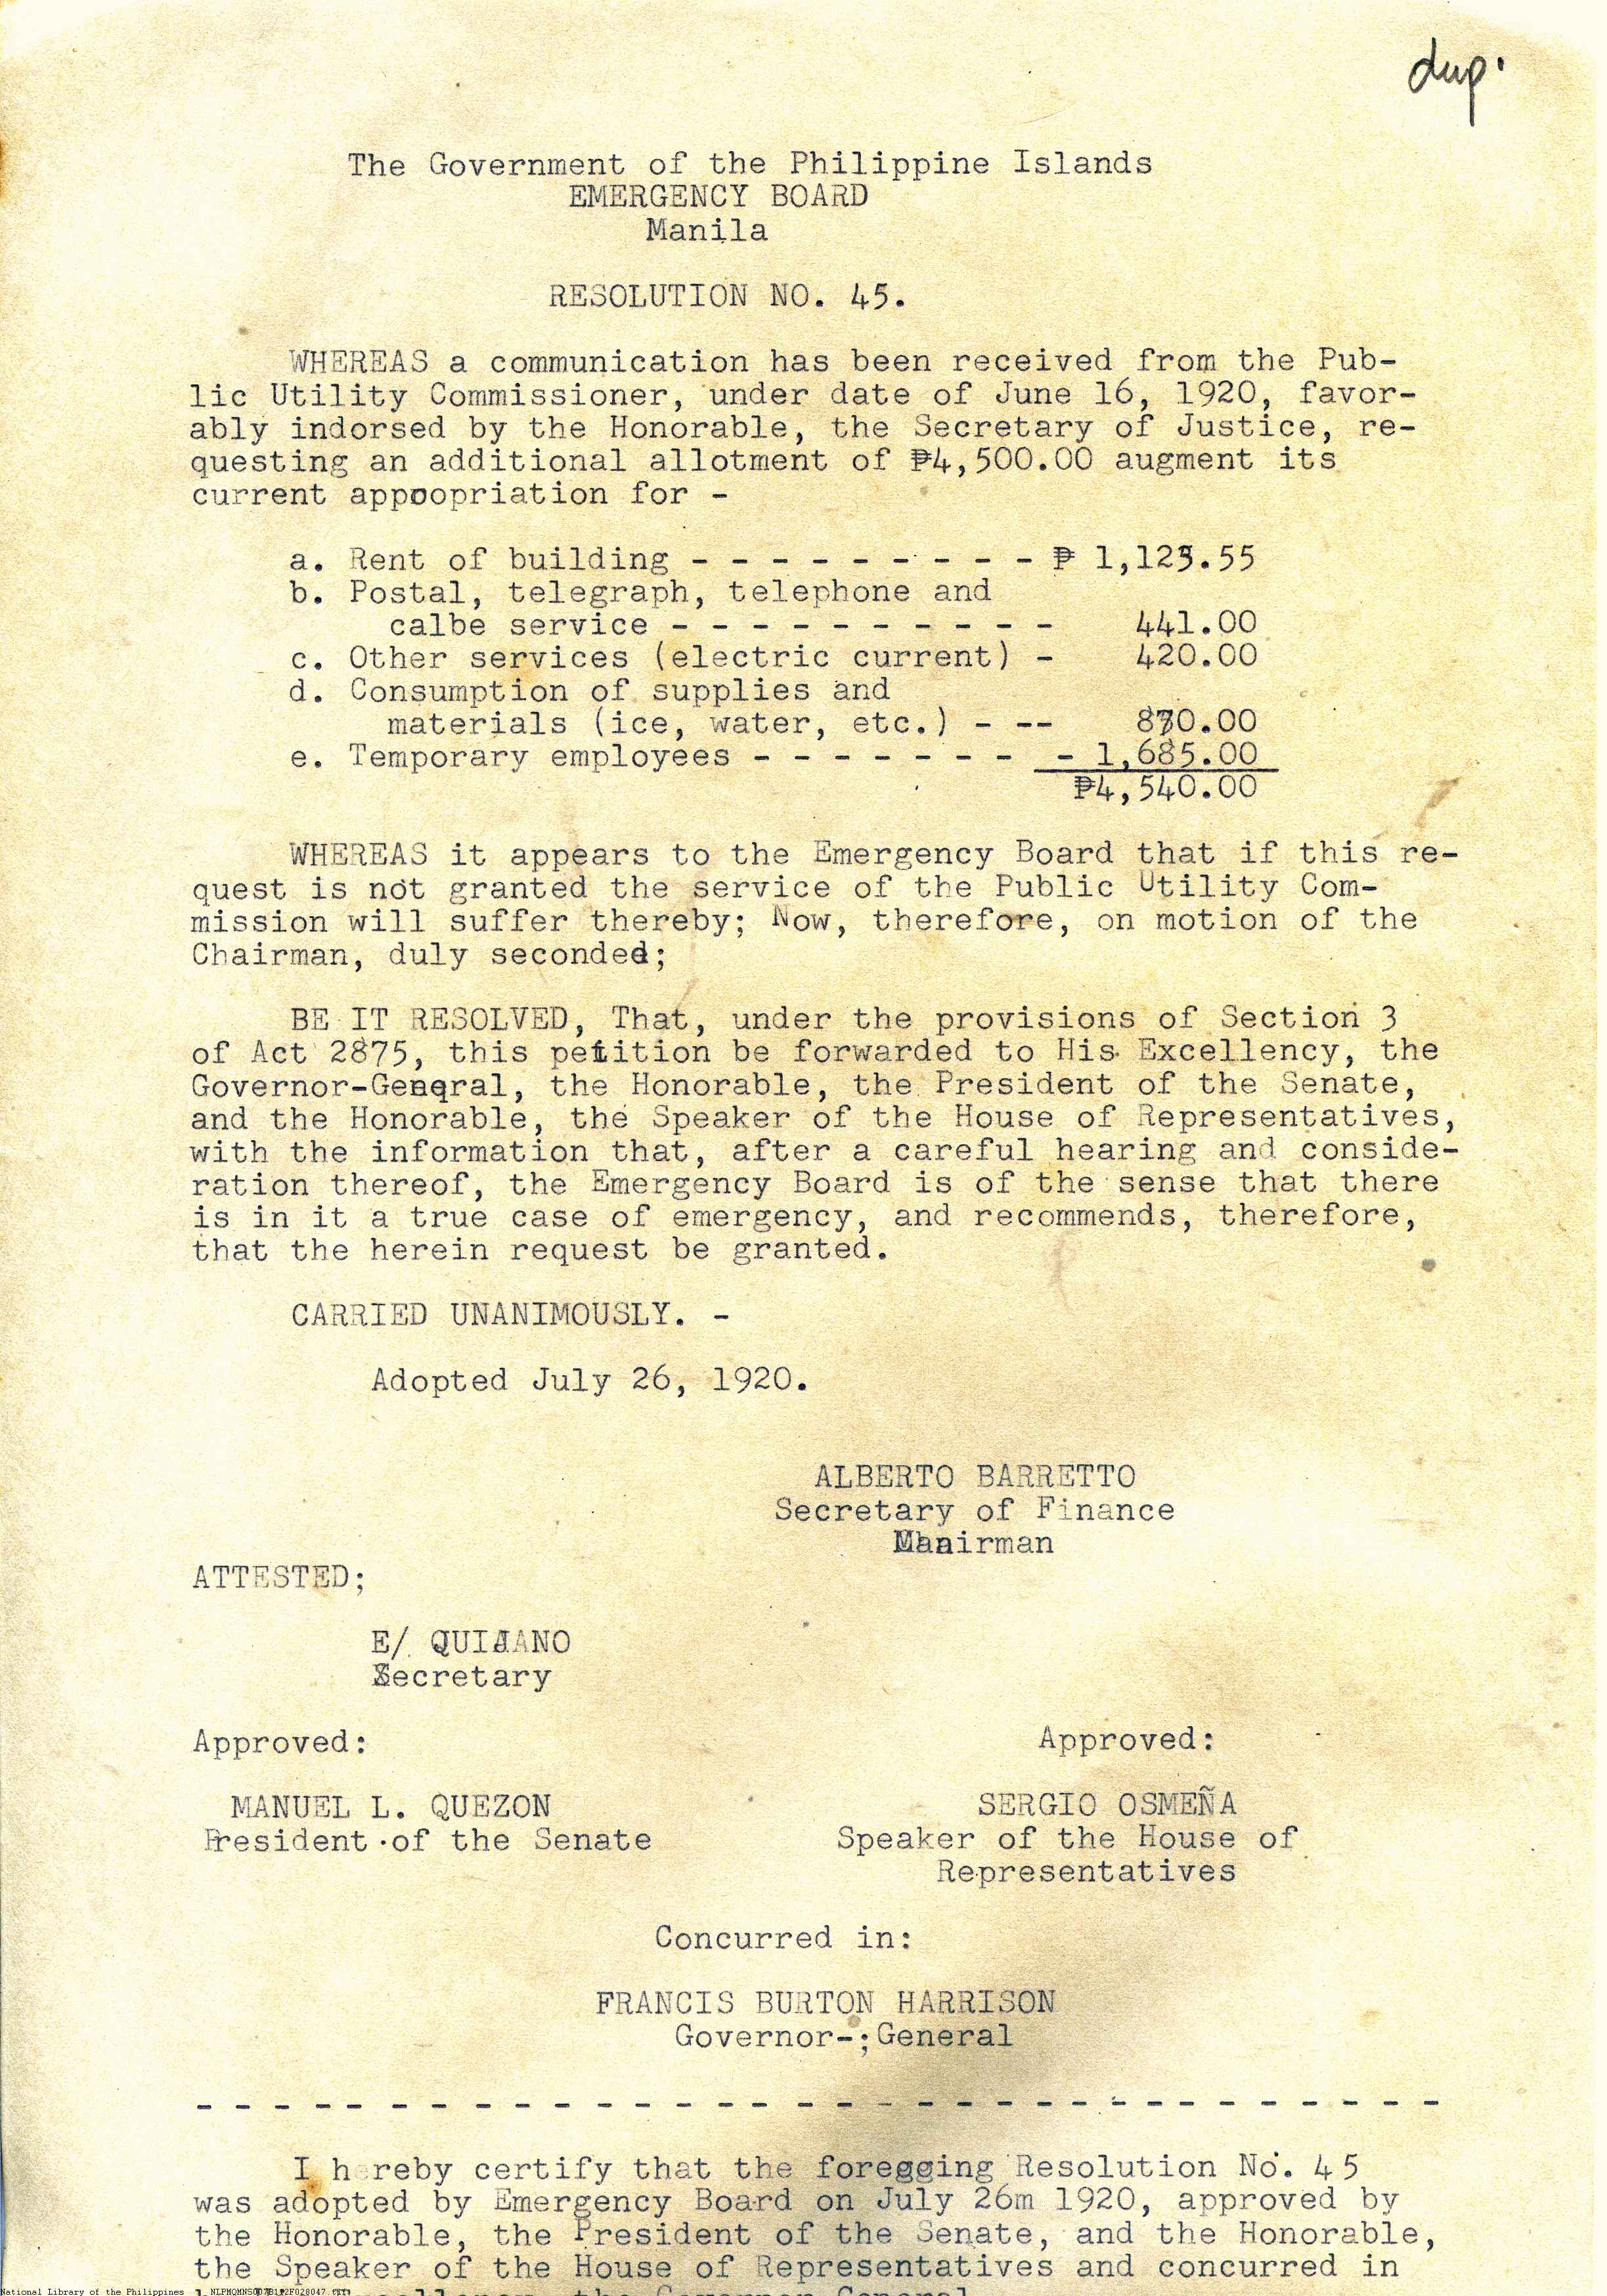 dup.
The Government of the Philippine Islands
EMERGENCY BOARD
Manila
RESOLUTION NO. 45.
WHEREAS a communication has been received from the Pub-
lic Utility Commissioner, under date of June 16, 1920, favor-
ably indorsed by the Honorable, the Secretary of Justice, re-
questing an additional allotment of ₱4,500.00 augment its
current appoopriation for -
a. Rent of building - - - - - - - - - ₱ 1,123.55
b. Postal, telegraph, telephone and
calbe service - - - - - - - - - - 441.00
c. Other services (electric current) - 420.00
d. Consumption of supplies and
materials (ice, water, etc.) - -- 870.00
e. Temporary employees - - - - - - - - 1,685.00
₱4,540.00
WHEREAS it appears to the Emergency Board that if this re-
quest is not granted the service of the Public Utility Com-
mission will suffer thereby; Now, therefore, on motion of the
Chairman, duly seconded;
BE IT RESOLVED, That, under the provisions of Section 3
of Act 2875, this petition be forwarded to His Excellency, the
Governor-Genqral, the Honorable, the President of the Senate,
and the Honorable, the Speaker of the House of Representatives,
with the information that, after a careful hearing and conside-
ration thereof, the Emergency Board is of the sense that there
is in it a true case of emergency, and recommends, therefore,
that the herein request be granted.
CARRIED UNANIMOUSLY. -
Adopted July 26, 1920.
ALBERTO BARRETTO
Secretary of Finance
Chairman
ATTESTED;
E/ QUIJANO
Secretary
Approved:
Approved:
MANUEL L. QUEZON
President of the Senate
SERGIO OSMEÑA
Speaker of the House of
Representatives
Concurred in:
FRANCIS BURTON HARRISON
Governor-;General
- - - - - - - - - - - - - - - - - - - - - - - - - - - - - -
I hereby certify that the foregging Resolution No. 45
was adopted by Emergency Board on July 26m 1920, approved by
the Honorable, the President of the Senate, and the Honorable,
the Speaker of the House of Representatives and concurred in
the Governor General
National Library of the Philippines